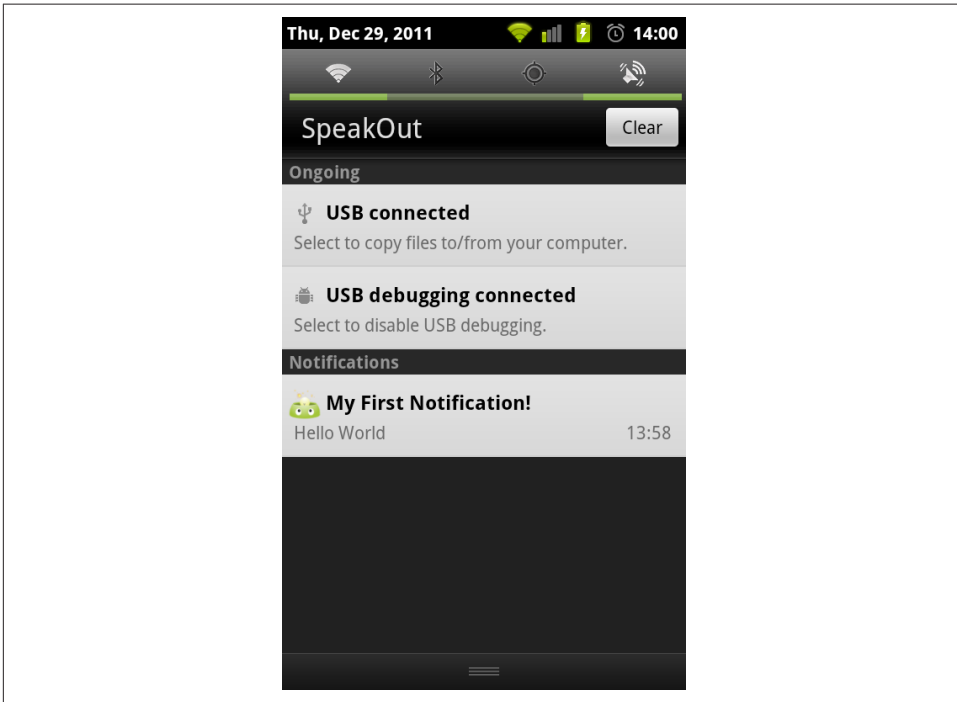 Thu, Dec 29, 2011 14:00
SpeakOut Clear
Ongoing
USB connected
Select to copy files to/from your computer.
USB debugging connected
Select to disable USB debugging.
Notifications
My First Notification!
Hello World 13:58